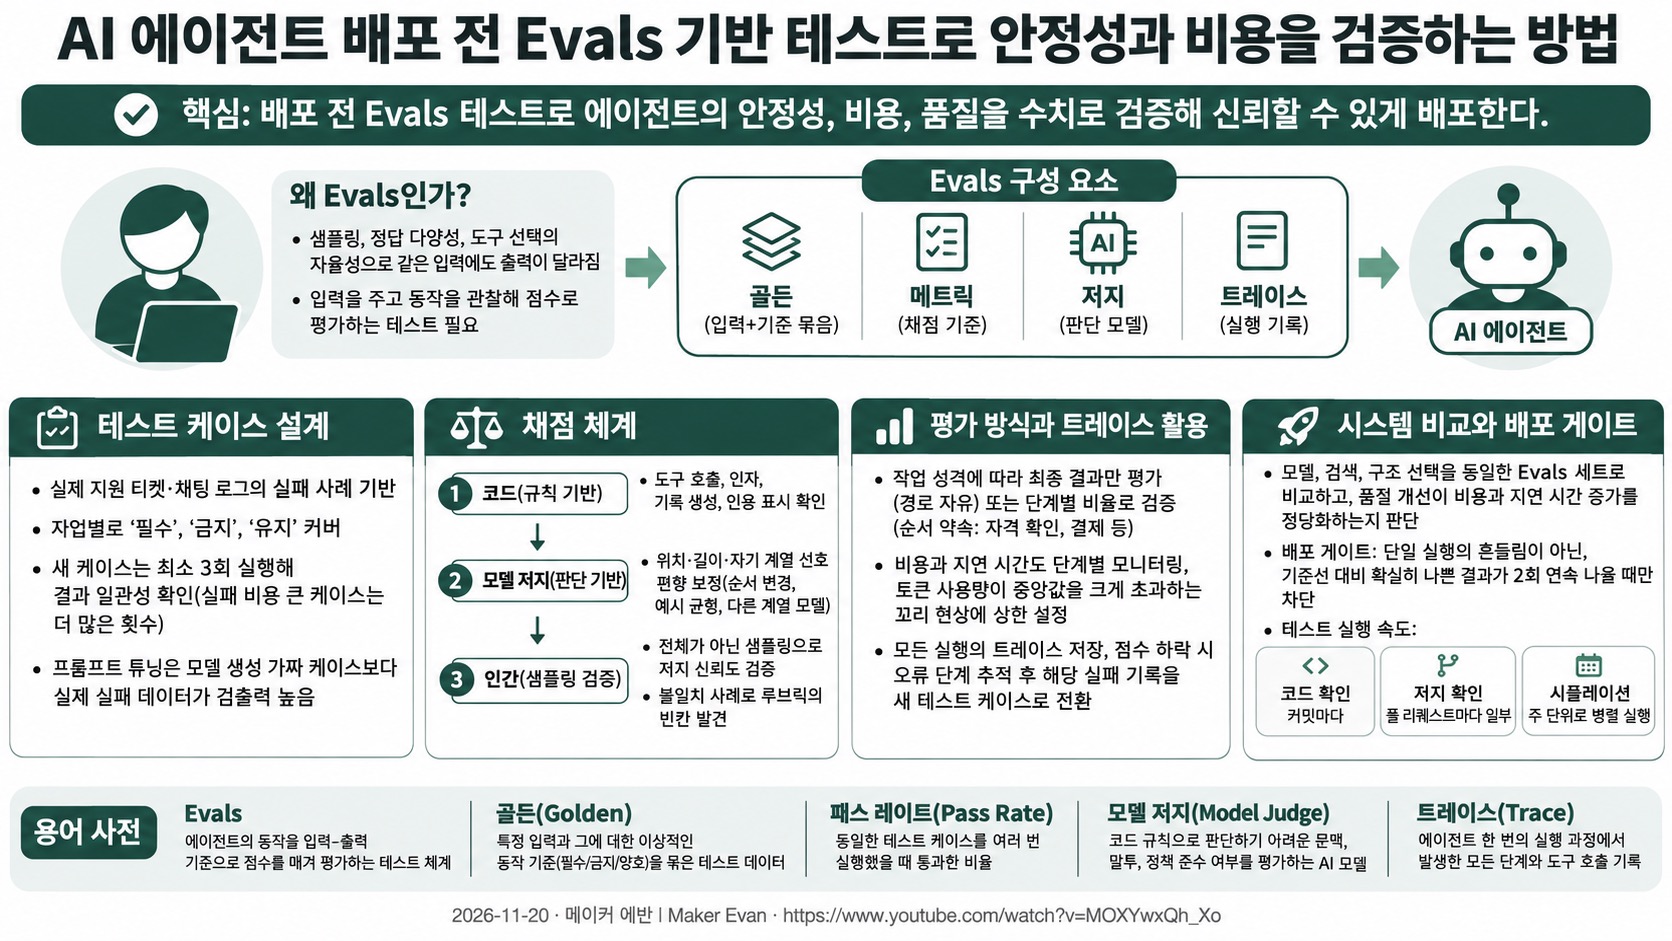 AI 에이전트 배포 전 Evals 기반 테스트로 안정성과 비용을 검증하는 방법
핵심: 배포 전 Evals 테스트로 에이전트의 안정성, 비용, 품질을 수치로 검증해 신뢰할 수 있게 배포한다.
왜 Evals인가?
• 샘플링, 정답 다양성, 도구 선택의
자율성으로 같은 입력에도 출력이 달라짐
• 입력을 주고 동작을 관찰해 점수로
평가하는 테스트 필요
Evals 구성 요소
골든
(입력+기준 묶음)
메트릭
(채점 기준)
AI
저지
(판단 모델)
트레이스
(실행 기록)
AI 에이전트
테스트 케이스 설계
• 실제 지원 티켓·채팅 로그의 실패 사례 기반
• 자업별로 ‘필수’, ‘금지’, ‘유지’ 커버
• 새 케이스는 최소 3회 실행해
결과 일관성 확인(실패 비용 큰 케이스는
더 많은 횟수)
• 프롬프트 튜닝은 모델 생성 가짜 케이스보다
실제 실패 데이터가 검출력 높음
채점 체계
1 코드(규칙 기반)
• 도구 호출, 인자,
기록 생성, 인용 표시 확인
2 모델 저지(판단 기반)
• 위치·길이·자기 계열 선호
편향 보정(순서 변경,
예시 균형, 다른 계열 모델)
3 인간(샘플링 검증)
• 전체가 아닌 샘플링으로
저지 신뢰도 검증
• 불일치 사례로 루브릭의
빈칸 발견
평가 방식과 트레이스 활용
• 작업 성격에 따라 최종 결과만 평가
(경로 자유) 또는 단계별 비율로 검증
(순서 약속: 자격 확인, 결제 등)
• 비용과 지연 시간도 단계별 모니터링,
토큰 사용량이 중앙값을 크게 초과하는
꼬리 현상에 상한 설정
• 모든 실행의 트레이스 저장, 점수 하락 시
오류 단계 추적 후 해당 실패 기록을
새 테스트 케이스로 전환
시스템 비교와 배포 게이트
• 모델, 검색, 구조 선택을 동일한 Evals 세트로
비교하고, 품절 개선이 비용과 지연 시간 증가를
정당화하는지 판단
• 배포 게이트: 단일 실행의 흔들림이 아닌,
기준선 대비 확실히 나쁜 결과가 2회 연속 나올 때만
차단
• 테스트 실행 속도:
코드 확인
커밋마다
저지 확인
풀 리퀘스트마다 일부
시플레이션
주 단위로 병렬 실행
용어 사전
Evals
에이전트의 동작을 입력–출력
기준으로 점수를 매겨 평가하는 테스트 체계
골든(Golden)
특정 입력과 그에 대한 이상적인
동작 기준(필수/금지/양호)을 묶은 테스트 데이터
패스 레이트(Pass Rate)
동일한 테스트 케이스를 여러 번
실행했을 때 통과한 비율
모델 저지(Model Judge)
코드 규칙으로 판단하기 어려운 문맥,
말투, 정책 준수 여부를 평가하는 AI 모델
트레이스(Trace)
에이전트 한 번의 실행 과정에서
발생한 모든 단계와 도구 호출 기록
2026-11-20 · 메이커 에반 | Maker Evan · https://www.youtube.com/watch?v=MOXYwxQh_Xo